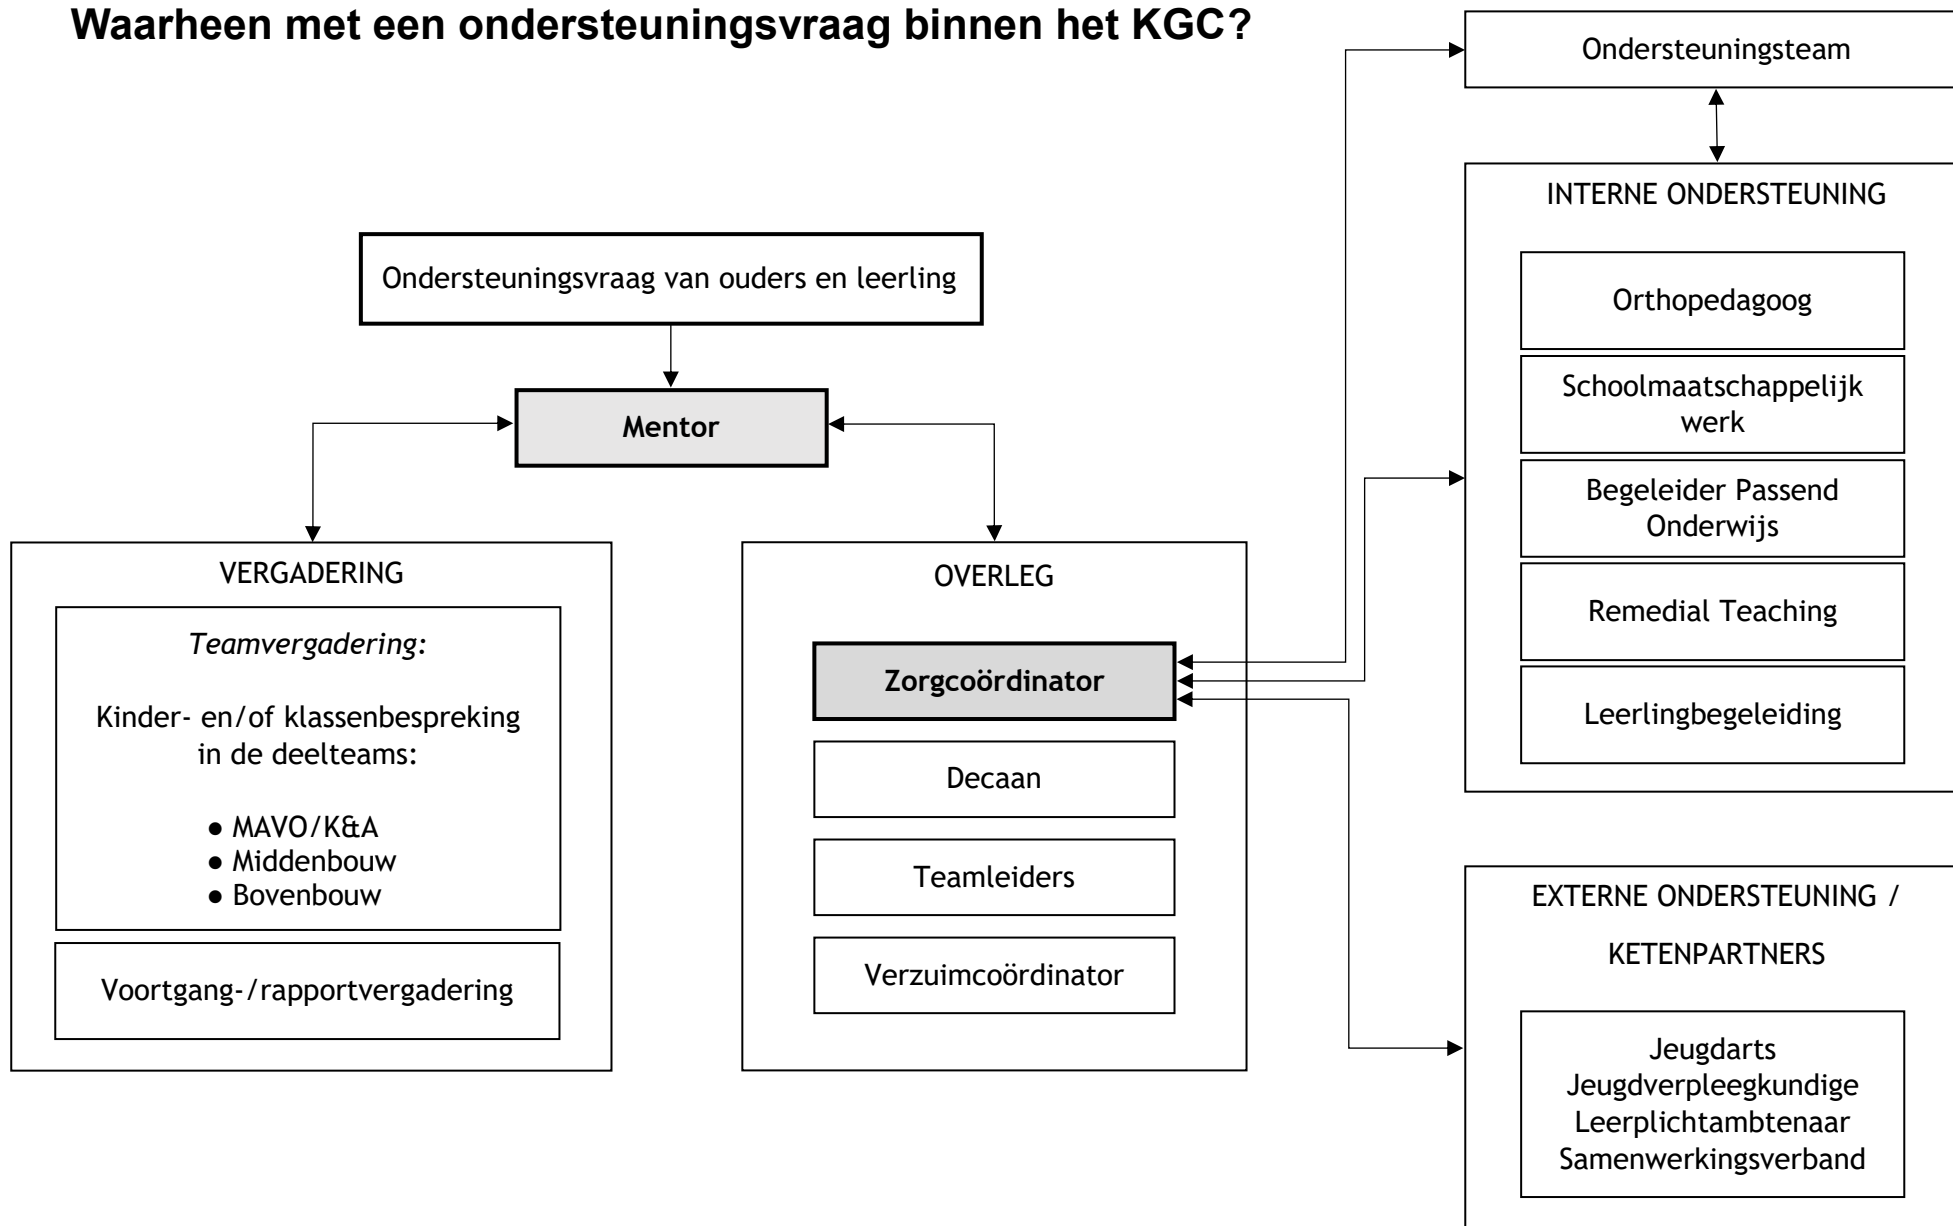 Waarheen met een ondersteuningsvraag binnen het KGC?
Ondersteuningsvraag van ouders en leerling
Mentor
VERGADERING
Teamvergadering:
Kinder- en/of klassenbespreking
in de deelteams:
● MAVO/K&A
● Middenbouw
● Bovenbouw
Voortgang-/rapportvergadering
OVERLEG
Zorgcoördinator
Decaan
Teamleiders
Verzuimcoördinator
Ondersteuningsteam
INTERNE ONDERSTEUNING
Orthopedagoog
Schoolmaatschappelijk
werk
Begeleider Passend
Onderwijs
Remedial Teaching
Leerlingbegeleiding
EXTERNE ONDERSTEUNING /
KETENPARTNERS
Jeugdarts
Jeugdverpleegkundige
Leerplichtambtenaar
Samenwerkingsverband